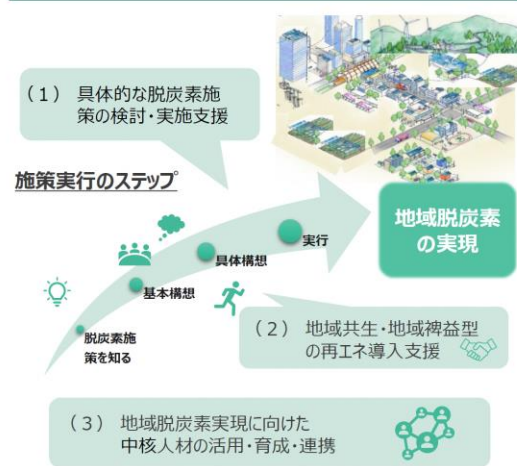 （1） 具体的な脱炭素施
策の検討・実施支援
施策実行のステップ
地域脱炭素
の実現
実行
具体構想
基本構想
脱炭素施
策を知る
（2） 地域共生・地域裨益型
の再エネ導入支援
（3） 地域脱炭素実現に向けた
中核人材の活用・育成・連携